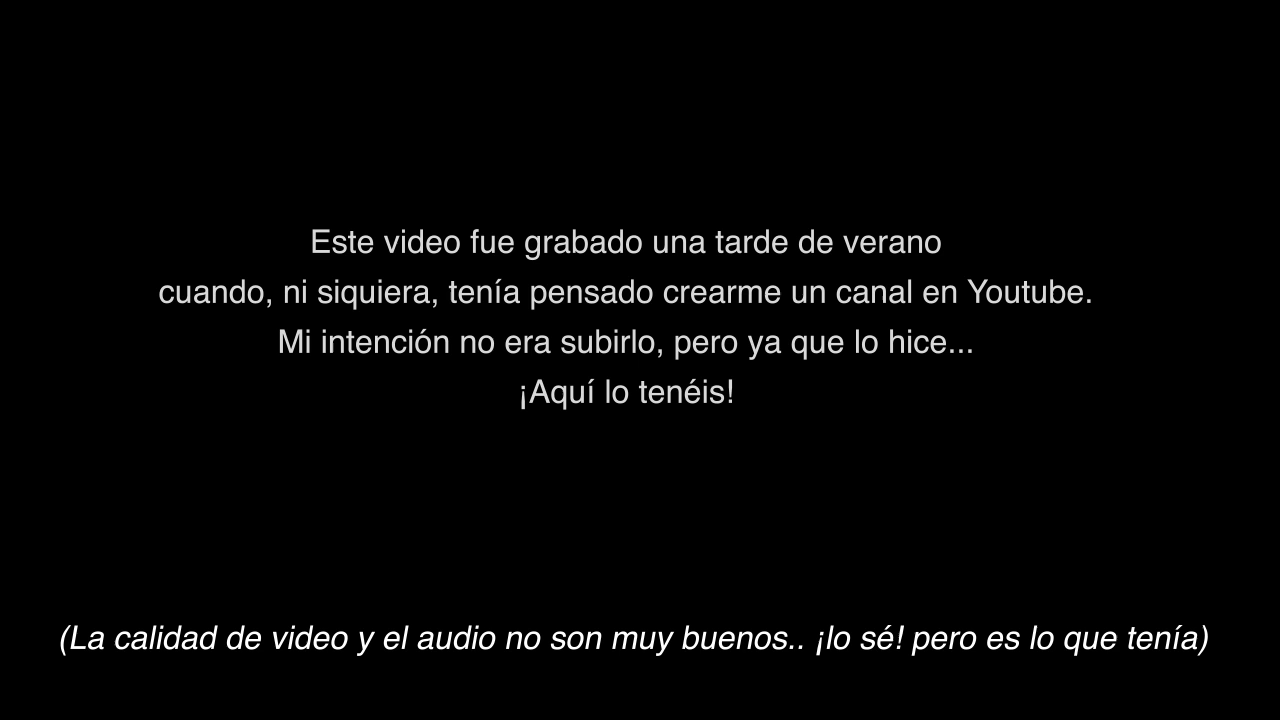 Este video fue grabado una tarde de verano
cuando, ni siquiera, tenía pensado crearme un canal en Youtube.
Mi intención no era subirlo, pero ya que lo hice...
¡Aquí lo tenéis!
(La calidad de video y el audio no son muy buenos.. ¡lo sé! pero es lo que tenía)